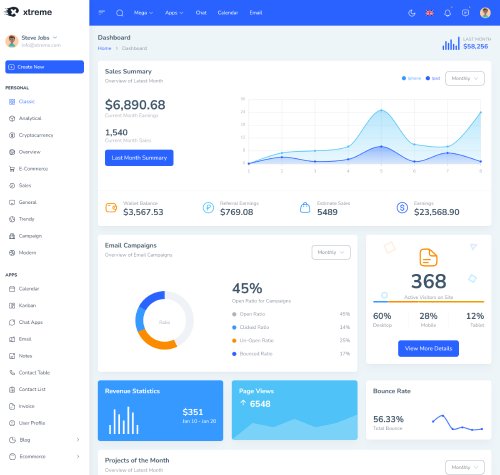 xtreme
Mega
Apps
Chat
Calendar
Email
Steve Jobs
info@xtreme.com
Create New
PERSONAL
Classic
Analytical
Cryptocurrency
Overview
E-Commerce
Sales
General
Trendy
Campaign
Modern
APPS
Calendar
Kanban
Chat Apps
Email
Notes
Contact Table
Contact List
Invoice
User Profile
Blog
Ecommerce
Dashboard
Home
Dashboard
LAST MONTH
$58,256
Sales Summary
Overview of Latest Month
Monthly
$6,890.68
Current Month Earnings
1,540
Current Month Sales
Last Month Summary
1 2 3 4 5 6 7 8
Wallet Balance
$3,567.53
Referral Earnings
$769.08
Estimate Sales
5489
Earnings
$23,568.90
Email Campaigns
Overview of Email Campaigns
Monthly
Ratio
45%
Open Ratio for Campaigns
Open Ratio 45%
Clicked Ratio 14%
Un-Open Ratio 25%
Bounced Ratio 17%
368
Active Visitors on Site
60%
Desktop
28%
Mobile
12%
Tablet
View More Details
Revenue Statistics
$351
Jan 10 - Jan 20
Page Views
6548
Bounce Rate
56.33%
Total Bounce
Projects of the Month
Overview of Latest Month
Monthly